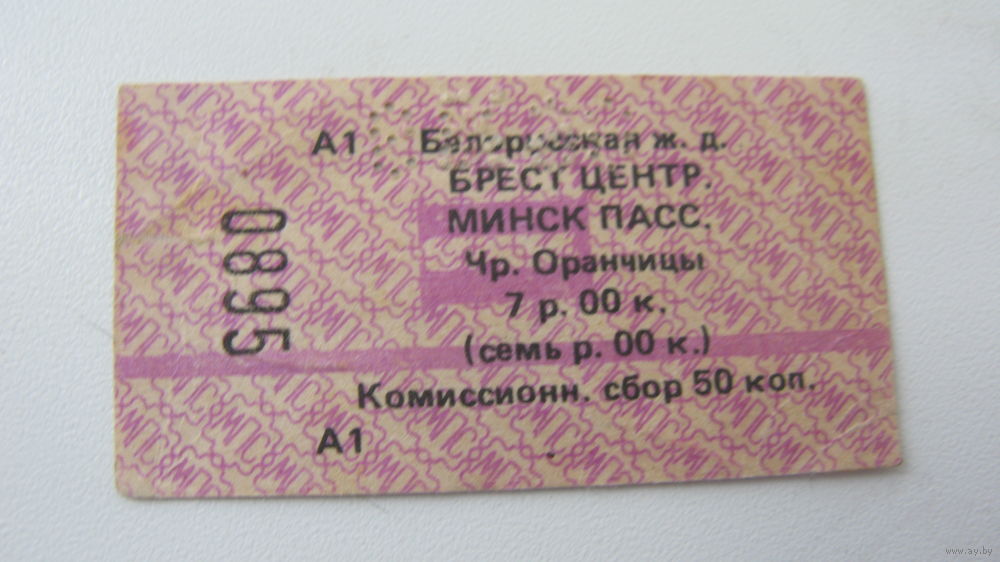 А1 Белорусская ж. д.
БРЕСТ ЦЕНТР.
МИНСК ПАСС.
Чр. Оранчицы
7 р. 00 к.
(семь р. 00 к.)
Комиссионн. сбор 50 коп.
А1
0895
www.ay.by